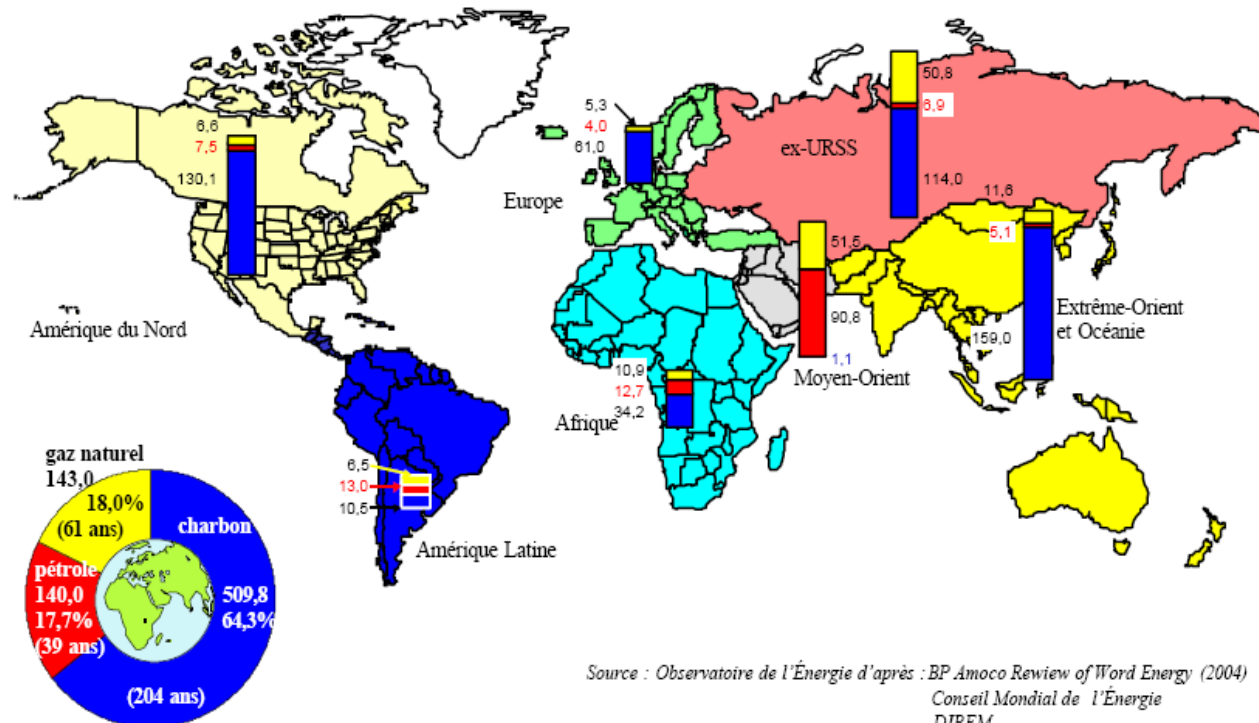 6,6
7,5
130,1
Amérique du Nord
5,3
4,0
61,0
Europe
ex-URSS
50,8
6,9
114,0
11,6
5,1
159,0
Extrême-Orient
et Océanie
51,5
90,8
1,1
Moyen-Orient
10,9
12,7
34,2
Afrique
6,5
13,0
10,5
Amérique Latine
gaz naturel
143,0
18,0%
(61 ans)
charbon
509,8
64,3%
(204 ans)
pétrole
140,0
17,7%
(39 ans)
Source : Observatoire de l'Énergie d'après : BP Amoco Rewiew of Word Energy (2004)
Conseil Mondial de l'Énergie